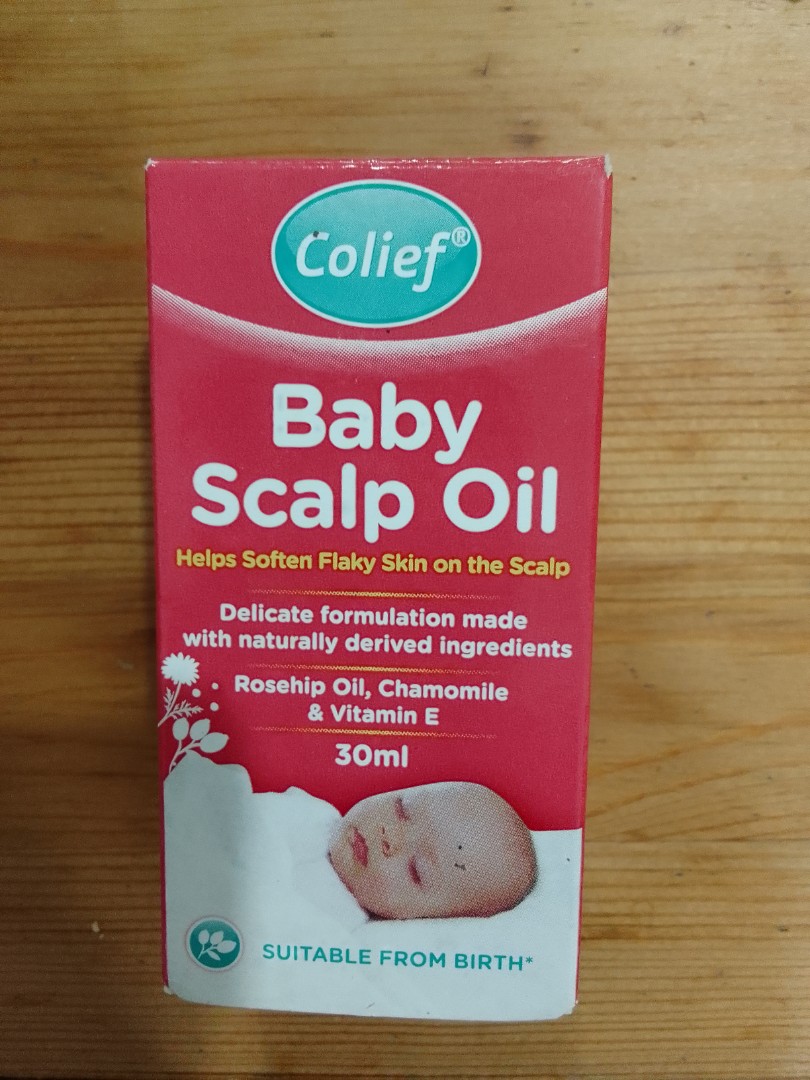 Colief®
Baby
Scalp Oil
Helps Soften Flaky Skin on the Scalp
Delicate formulation made
with naturally derived ingredients
Rosehip Oil, Chamomile
& Vitamin E
30ml
SUITABLE FROM BIRTH*